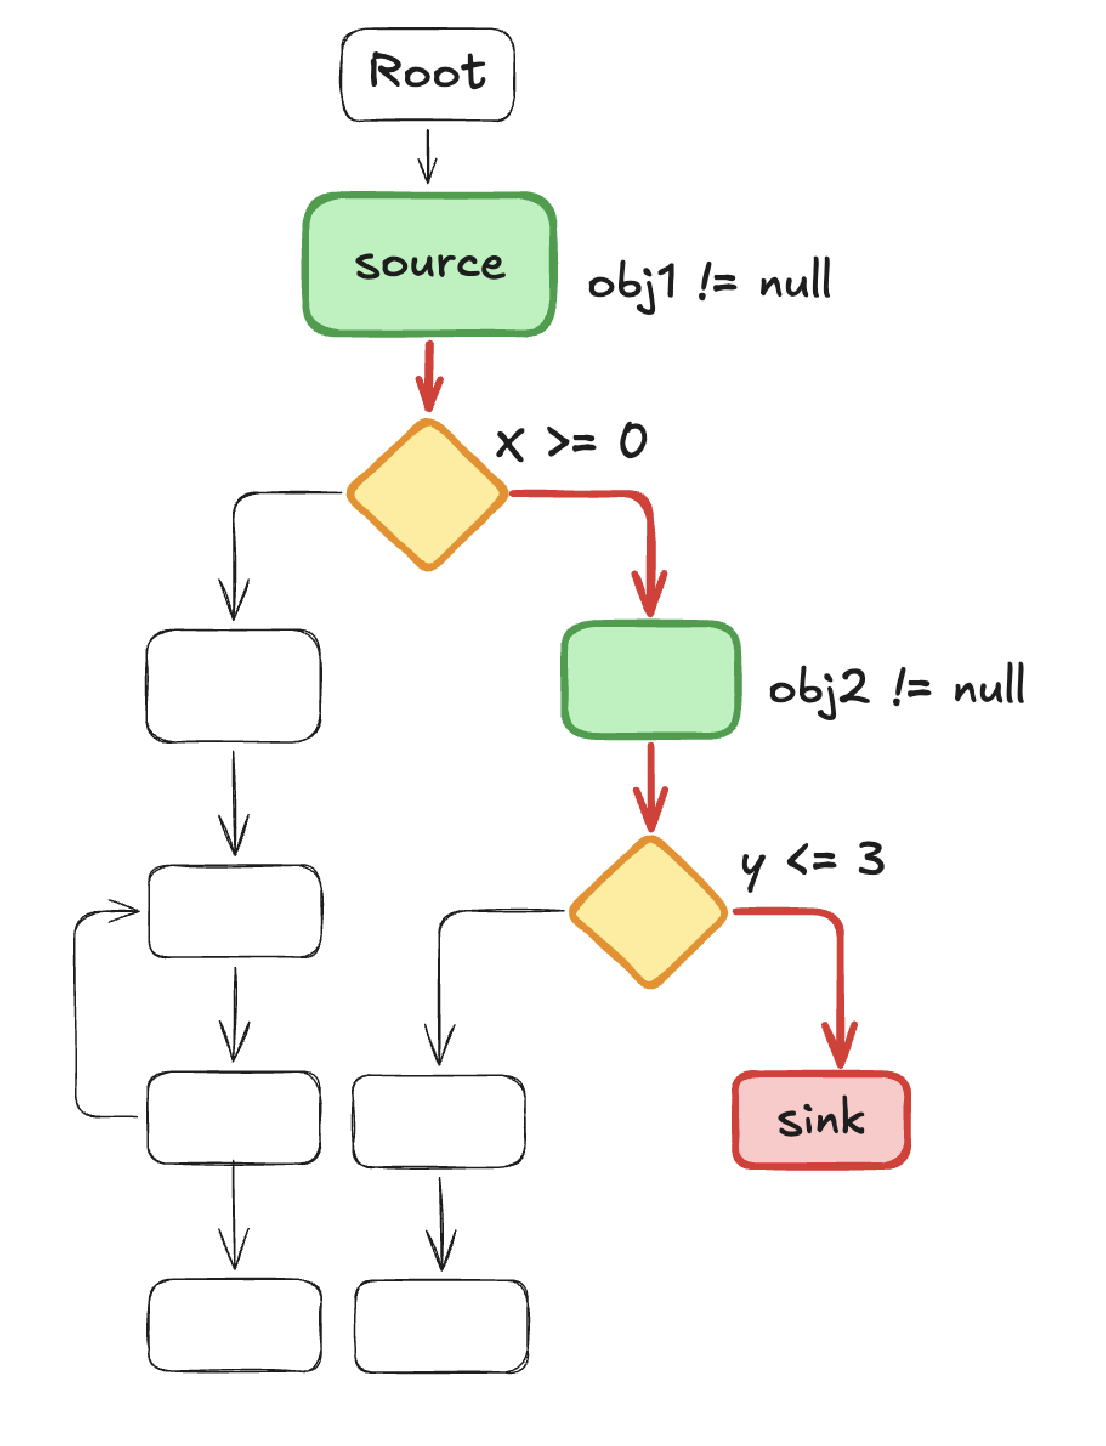 Root
source
obj1 != null
x >= 0
obj2 != null
y <= 3
sink